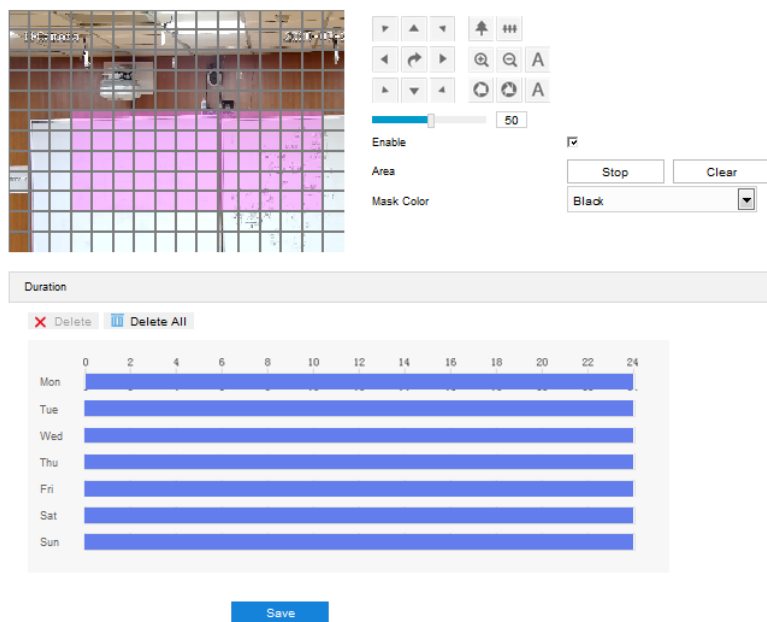 50
Enable
Area Stop Clear
Mask Color Black
Duration
Delete Delete All
0 2 4 6 8 10 12 14 16 18 20 22 24
Mon
Tue
Wed
Thu
Fri
Sat
Sun
Save
A
A